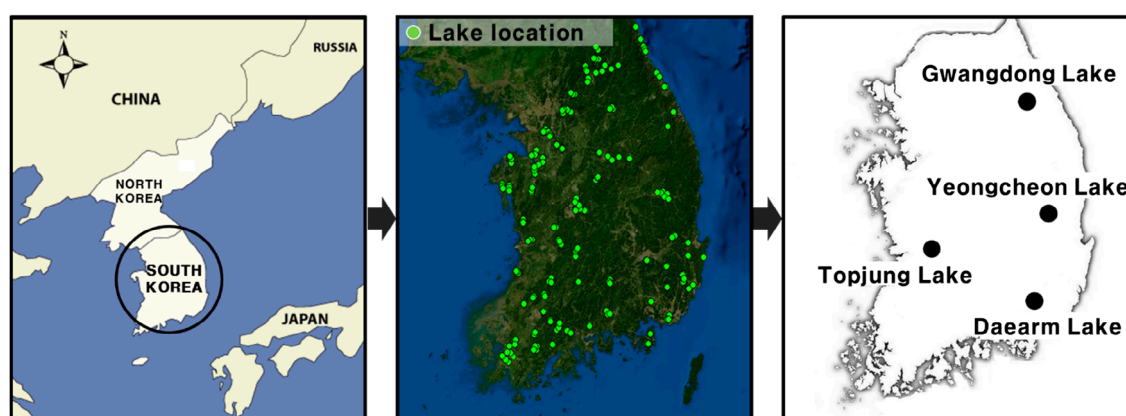 N
RUSSIA
CHINA
NORTH
KOREA
SOUTH
KOREA
JAPAN
Lake location
Gwangdong Lake
Yeongcheon Lake
Topjung Lake
Daearm Lake